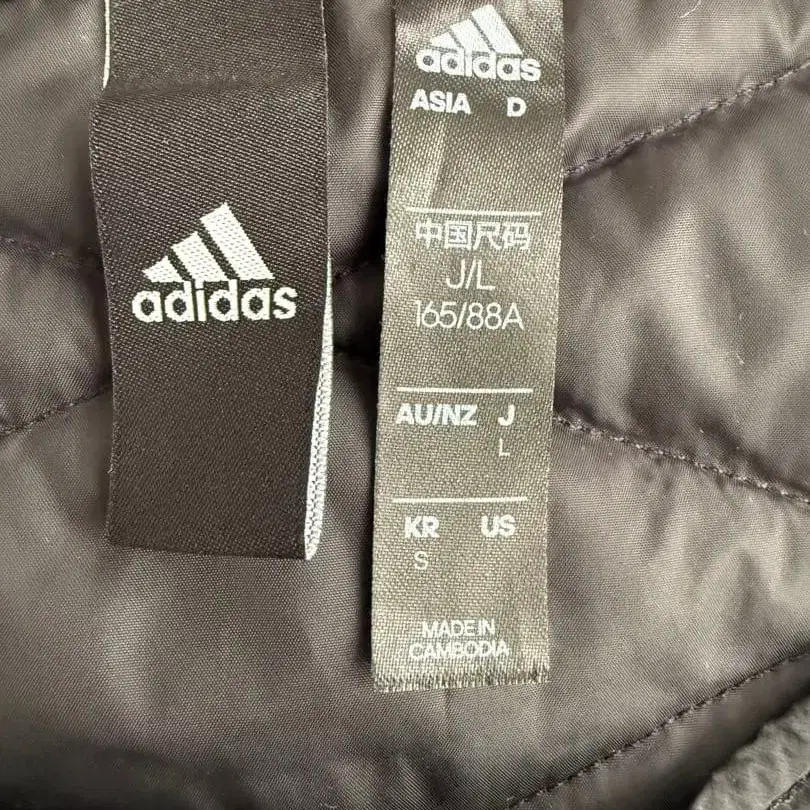 adidas
adidas
ASIA D
中国尺码
J/L
165/88A
AU/NZ J
L
KR US
S
MADE IN
CAMBODIA